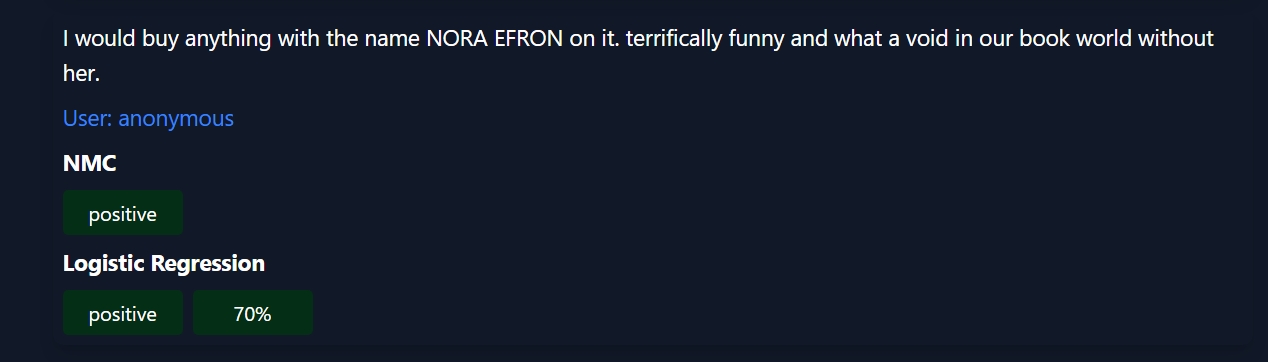 I would buy anything with the name NORA EFRON on it. terrifically funny and what a void in our book world without
her.
User: anonymous
NMC
positive
Logistic Regression
positive 70%